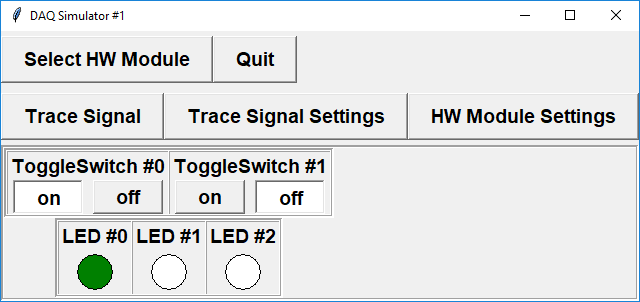 DAQ Simulator #1
Select HW Module Quit
Trace Signal Trace Signal Settings HW Module Settings
ToggleSwitch #0 ToggleSwitch #1
on off on off
LED #0 LED #1 LED #2